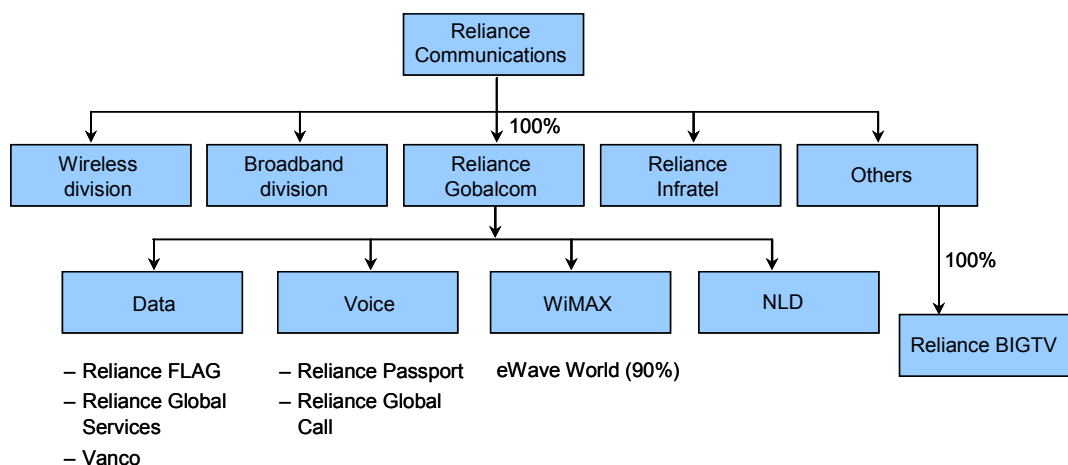 Reliance
Communications
100%
Wireless
division
Broadband
division
Reliance
Gobalcom
Reliance
Infratel
Others
100%
Data
Voice
WiMAX
NLD
Reliance BIGTV
– Reliance FLAG
– Reliance Global
Services
– Vanco
– Reliance Passport
– Reliance Global
Call
eWave World (90%)